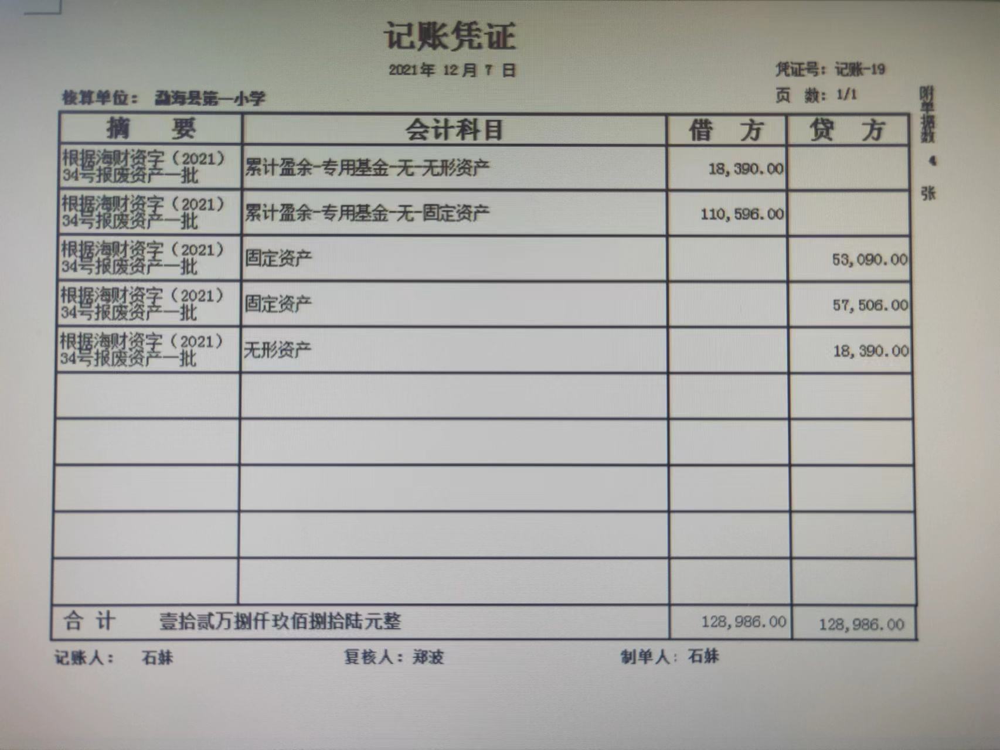 记账凭证
2021年 12 月 7 日
凭证号：记账-19
核算单位： 勐海县第一小学
页 数：1/1
附单据数 4 张
摘 要 会计科目 借 方 贷 方
根据海财资字（2021）
34号报废资产一批
累计盈余-专用基金-无-无形资产 18,390.00
根据海财资字（2021）
34号报废资产一批
累计盈余-专用基金-无-固定资产 110,596.00
根据海财资字（2021）
34号报废资产一批
固定资产 53,090.00
根据海财资字（2021）
34号报废资产一批
固定资产 57,506.00
根据海财资字（2021）
34号报废资产一批
无形资产 18,390.00
合 计 壹拾贰万捌仟玖佰捌拾陆元整 128,986.00 128,986.00
记账人： 石妹 复核人：郑波 制单人：石妹